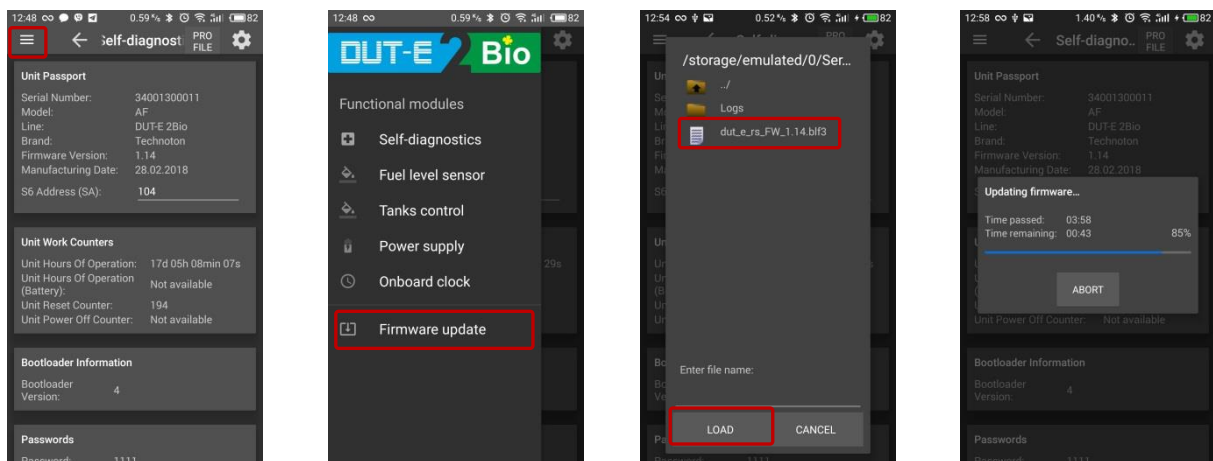 12:48 0.59 K/s 82
Self-diagnost PRO FILE
Unit Passport
Serial Number: 34001300011
Model: AF
Line: DUT-E 2Bio
Brand: Technoton
Firmware Version: 1.14
Manufacturing Date: 28.02.2018
S6 Address (SA): 104
Unit Work Counters
Unit Hours Of Operation: 17d 05h 08min 07s
Unit Hours Of Operation (Battery): Not available
Unit Reset Counter: 194
Unit Power Off Counter: Not available
Bootloader Information
Bootloader Version: 4
Passwords
Password: 1111
12:48 0.59 K/s 82
DUT-E 2 Bio
Functional modules
Self-diagnostics
Fuel level sensor
Tanks control
Power supply
Onboard clock
29s
Firmware update
12:54 0.52 K/s 82
/storage/emulated/0/Ser...
../
Logs
dut_e_rs_FW_1.14.blf3
Enter file name:
LOAD CANCEL
12:58 1.40 K/s 82
Self-diagno.. PRO FILE
Unit Passport
Serial Number: 34001300011
Model: AF
Line: DUT-E 2Bio
Brand: Technoton
Firmware Version: 1.14
Manufacturing Date: 28.02.2018
Updating firmware...
Time passed: 03:58
Time remaining: 00:43 85%
ABORT
Unit Power Off Counter: Not available
Bootloader Information
Bootloader Version: 4
Passwords
Password: 1111